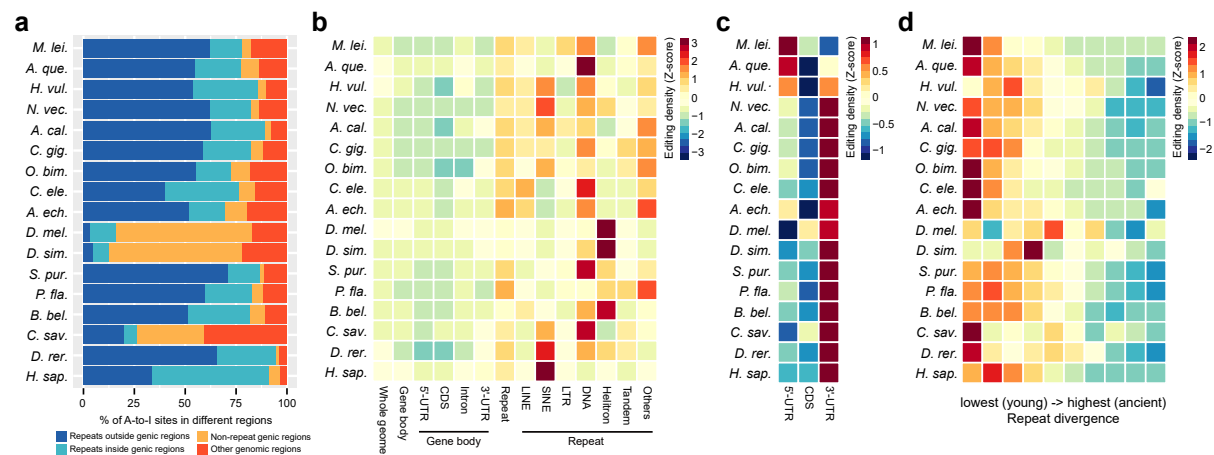 a
M. lei.
A. que.
H. vul.
N. vec.
A. cal.
C. gig.
O. bim.
C. ele.
A. ech.
D. mel.
D. sim.
S. pur.
P. fla.
B. bel.
C. sav.
D. rer.
H. sap.
0 25 50 75 100
% of A-to-I sites in different regions
Repeats outside genic regions
Repeats inside genic regions
Non-repeat genic regions
Other genomic regions
b
M. lei.
A. que.
H. vul.
N. vec.
A. cal.
C. gig.
O. bim.
C. ele.
A. ech.
D. mel.
D. sim.
S. pur.
P. fla.
B. bel.
C. sav.
D. rer.
H. sap.
Whole geome
Gene body
5'-UTR
CDS
Intron
3'-UTR
Repeat
LINE
SINE
LTR
DNA
Helitron
Tandem
Others
Gene body
Repeat
Editing density (Z-score)
3
2
1
0
−1
−2
−3
c
M. lei.
A. que.
H. vul.·
N. vec.
A. cal.
C. gig.
O. bim.
C. ele.
A. ech.
D. mel.
D. sim.
S. pur.
P. fla.
B. bel.
C. sav.
D. rer.
H. sap.
5'-UTR
CDS
3'-UTR
Editing density (Z-score)
1
0.5
0
−0.5
−1
d
M. lei.
A. que.
H. vul.
N. vec.
A. cal.
C. gig.
O. bim.
C. ele.
A. ech.
D. mel.
D. sim.
S. pur.
P. fla.
B. bel.
C. sav.
D. rer.
H. sap.
lowest (young) -> highest (ancient)
Repeat divergence
Editing density (Z-score)
2
1
0
−1
−2